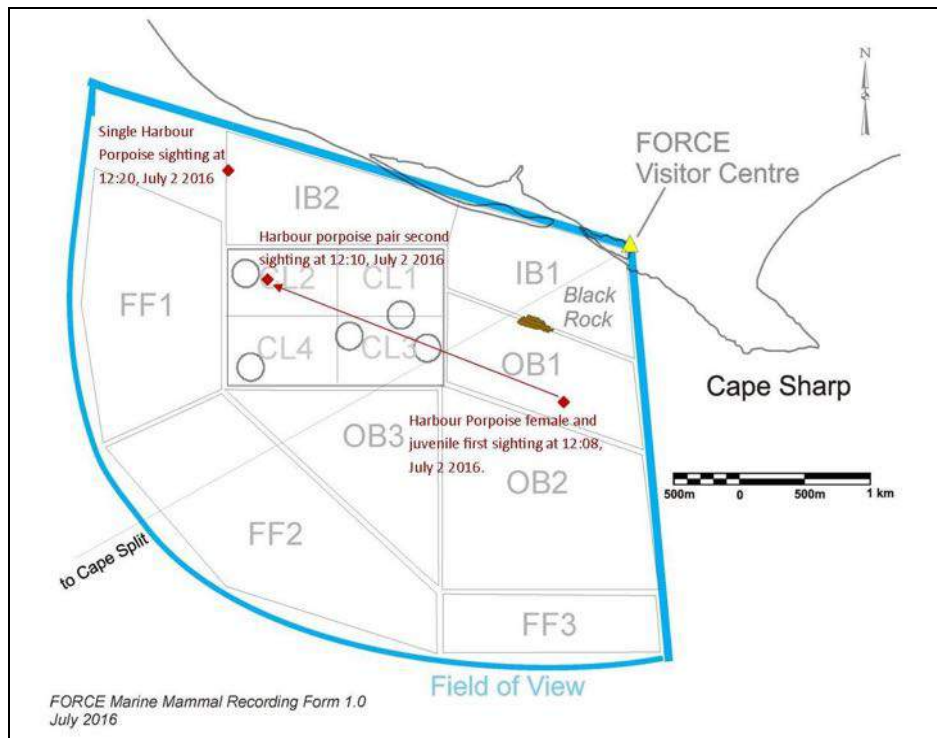 N
Single Harbour
Porpoise sighting at
12:20, July 2 2016
FORCE
Visitor Centre
IB2
Harbour porpoise pair second
sighting at 12:10, July 2 2016
CL2
CL1
IB1
Black
Rock
FF1
CL4
CL3
OB1
Cape Sharp
Harbour Porpoise female and
juvenile first sighting at 12:08,
July 2 2016.
OB3
OB2
500m
0
500m
1 km
FF2
to Cape Split
FF3
Field of View
FORCE Marine Mammal Recording Form 1.0
July 2016